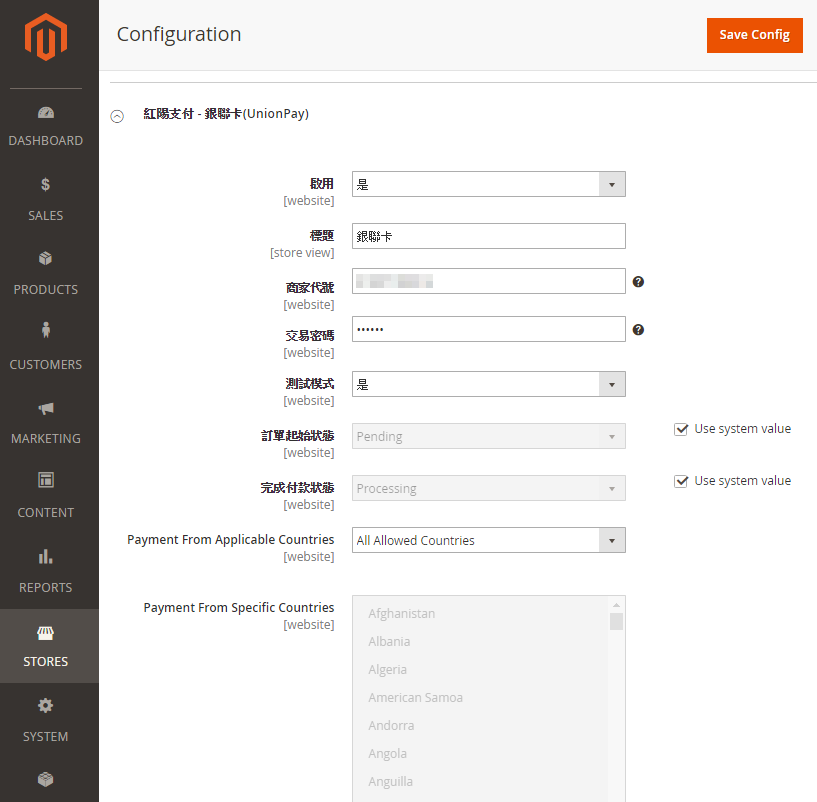 Configuration
Save Config
DASHBOARD
SALES
PRODUCTS
CUSTOMERS
MARKETING
CONTENT
REPORTS
STORES
SYSTEM
紅陽支付 - 銀聯卡(UnionPay)
啟用
[website]
是
標題
[store view]
銀聯卡
商家代號
[website]
交易密碼
[website]
••••••
測試模式
[website]
是
訂單起始狀態
[website]
Pending
Use system value
完成付款狀態
[website]
Processing
Use system value
Payment From Applicable Countries
[website]
All Allowed Countries
Payment From Specific Countries
[website]
Afghanistan
Albania
Algeria
American Samoa
Andorra
Angola
Anguilla